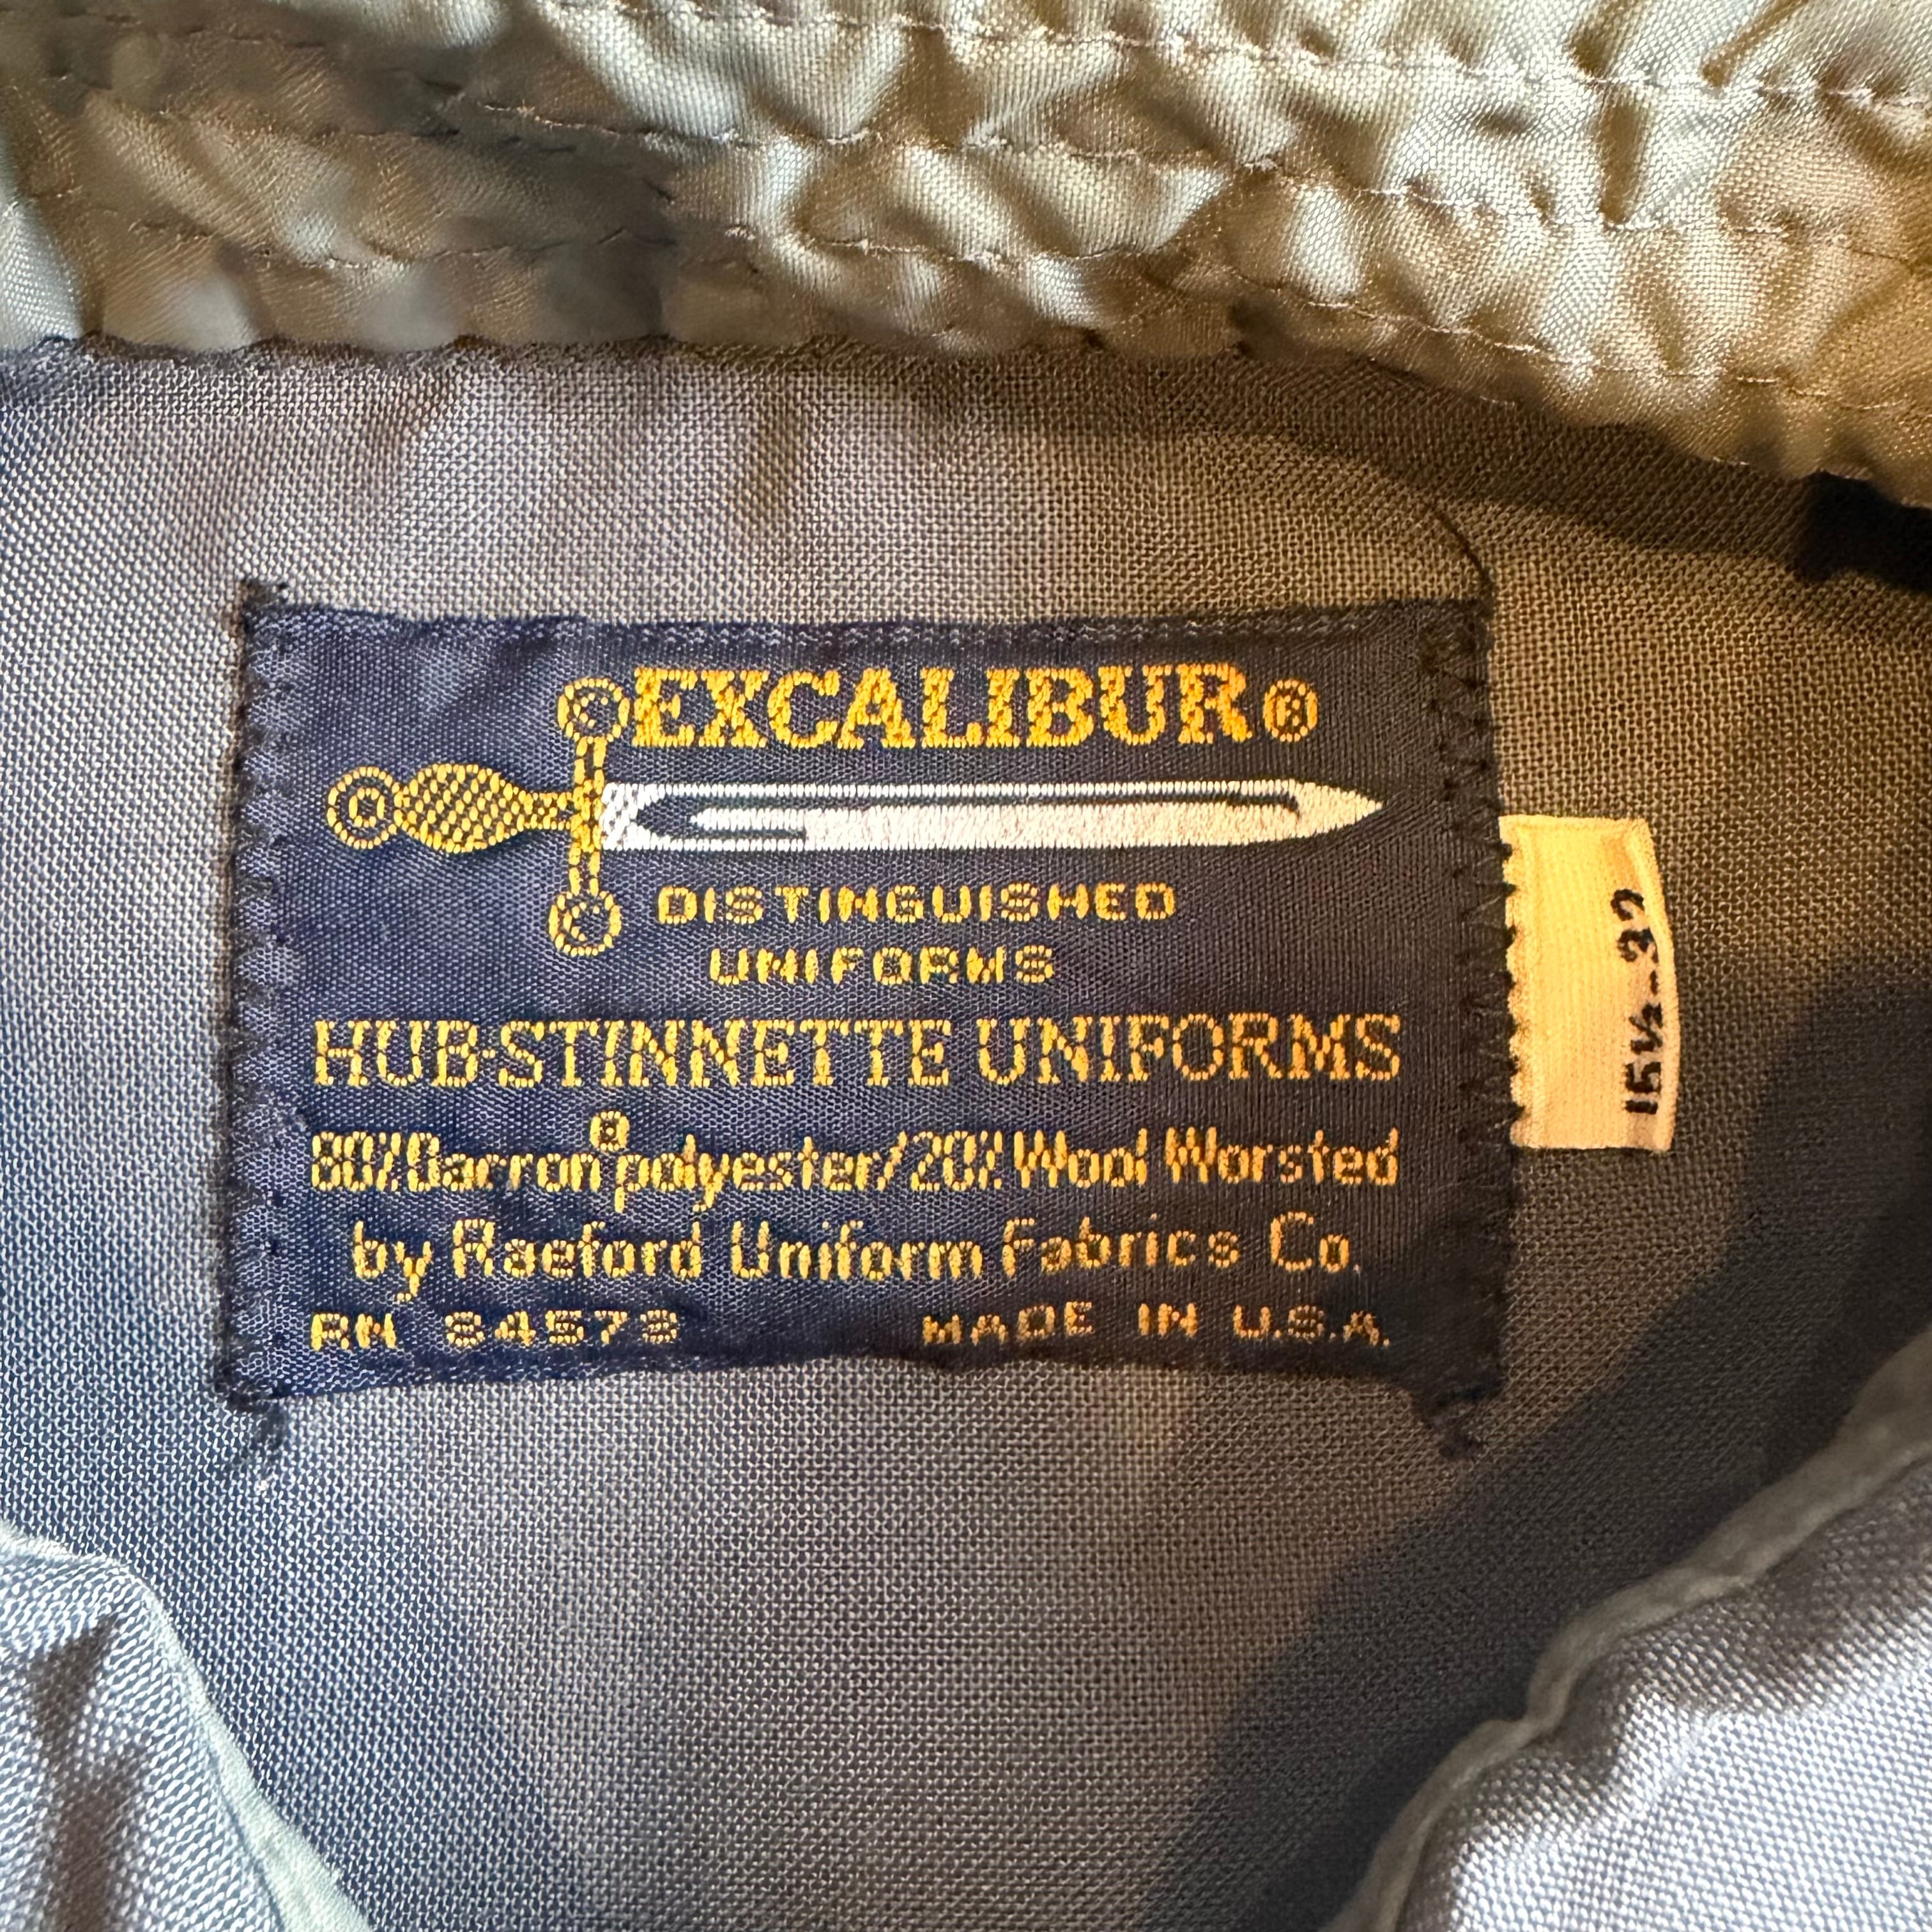 EXCALIBUR®
DISTINGUISHED
UNIFORMS
HUB-STINNETTE UNIFORMS
80% Darron® polyester/20% Wool Worsted
by Raeford Uniform Fabrics Co.
RN 84573 MADE IN U.S.A.
15½-32